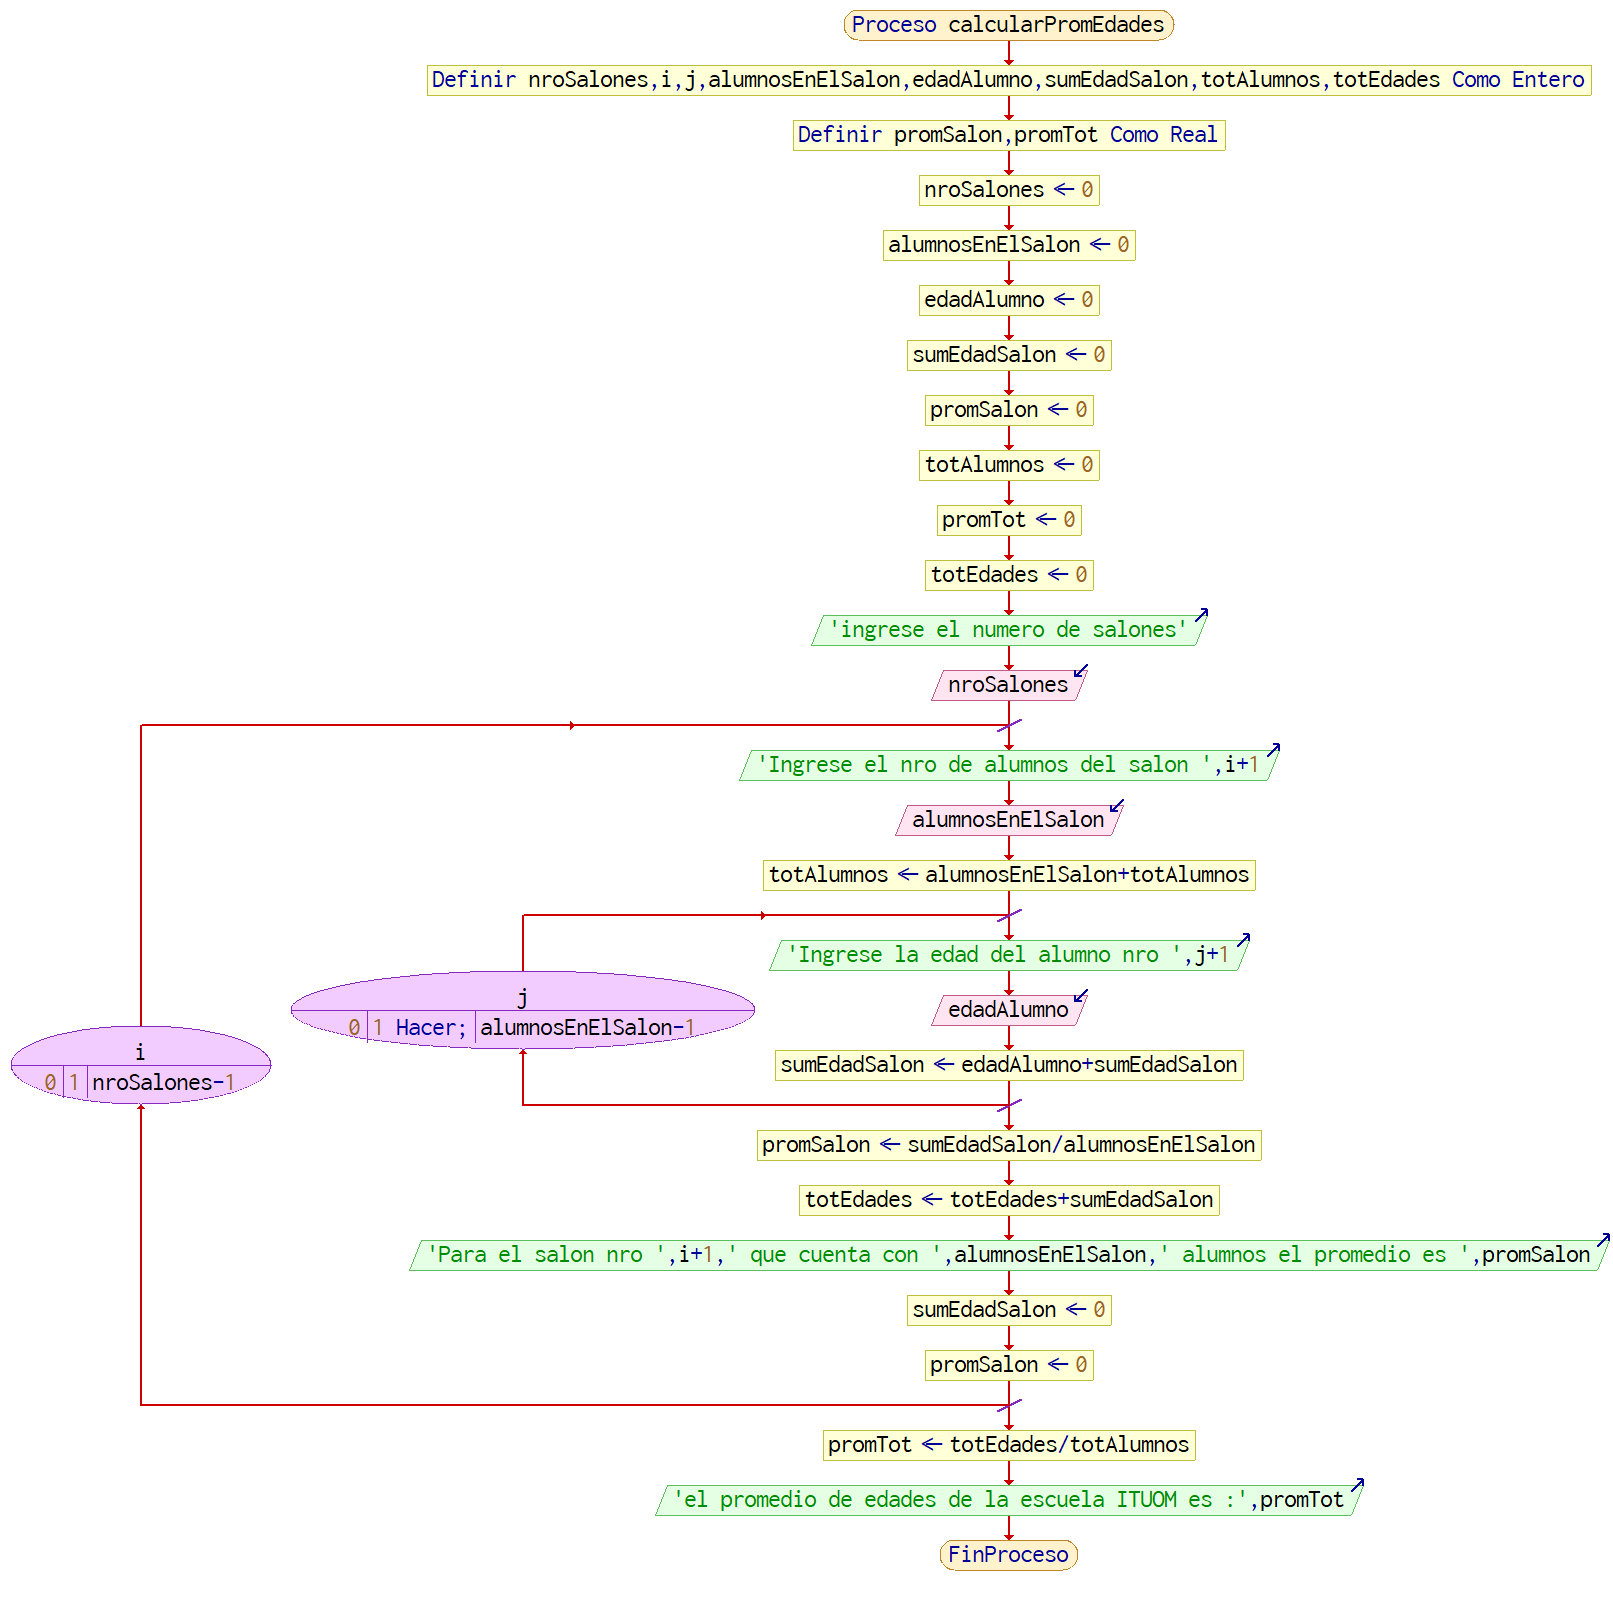 Proceso calcularPromEdades
Definir nroSalones,i,j,alumnosEnElSalon,edadAlumno,sumEdadSalon,totAlumnos,totEdades Como Entero
Definir promSalon,promTot Como Real
nroSalones ← 0
alumnosEnElSalon ← 0
edadAlumno ← 0
sumEdadSalon ← 0
promSalon ← 0
totAlumnos ← 0
promTot ← 0
totEdades ← 0
'ingrese el numero de salones'
nroSalones
'Ingrese el nro de alumnos del salon ',i+1
alumnosEnElSalon
totAlumnos ← alumnosEnElSalon+totAlumnos
'Ingrese la edad del alumno nro ',j+1
j
0 1 Hacer; alumnosEnElSalon-1
edadAlumno
i
0 1 nroSalones-1
sumEdadSalon ← edadAlumno+sumEdadSalon
promSalon ← sumEdadSalon/alumnosEnElSalon
totEdades ← totEdades+sumEdadSalon
'Para el salon nro ',i+1,' que cuenta con ',alumnosEnElSalon,' alumnos el promedio es ',promSalon
sumEdadSalon ← 0
promSalon ← 0
promTot ← totEdades/totAlumnos
'el promedio de edades de la escuela ITUOM es :',promTot
FinProceso